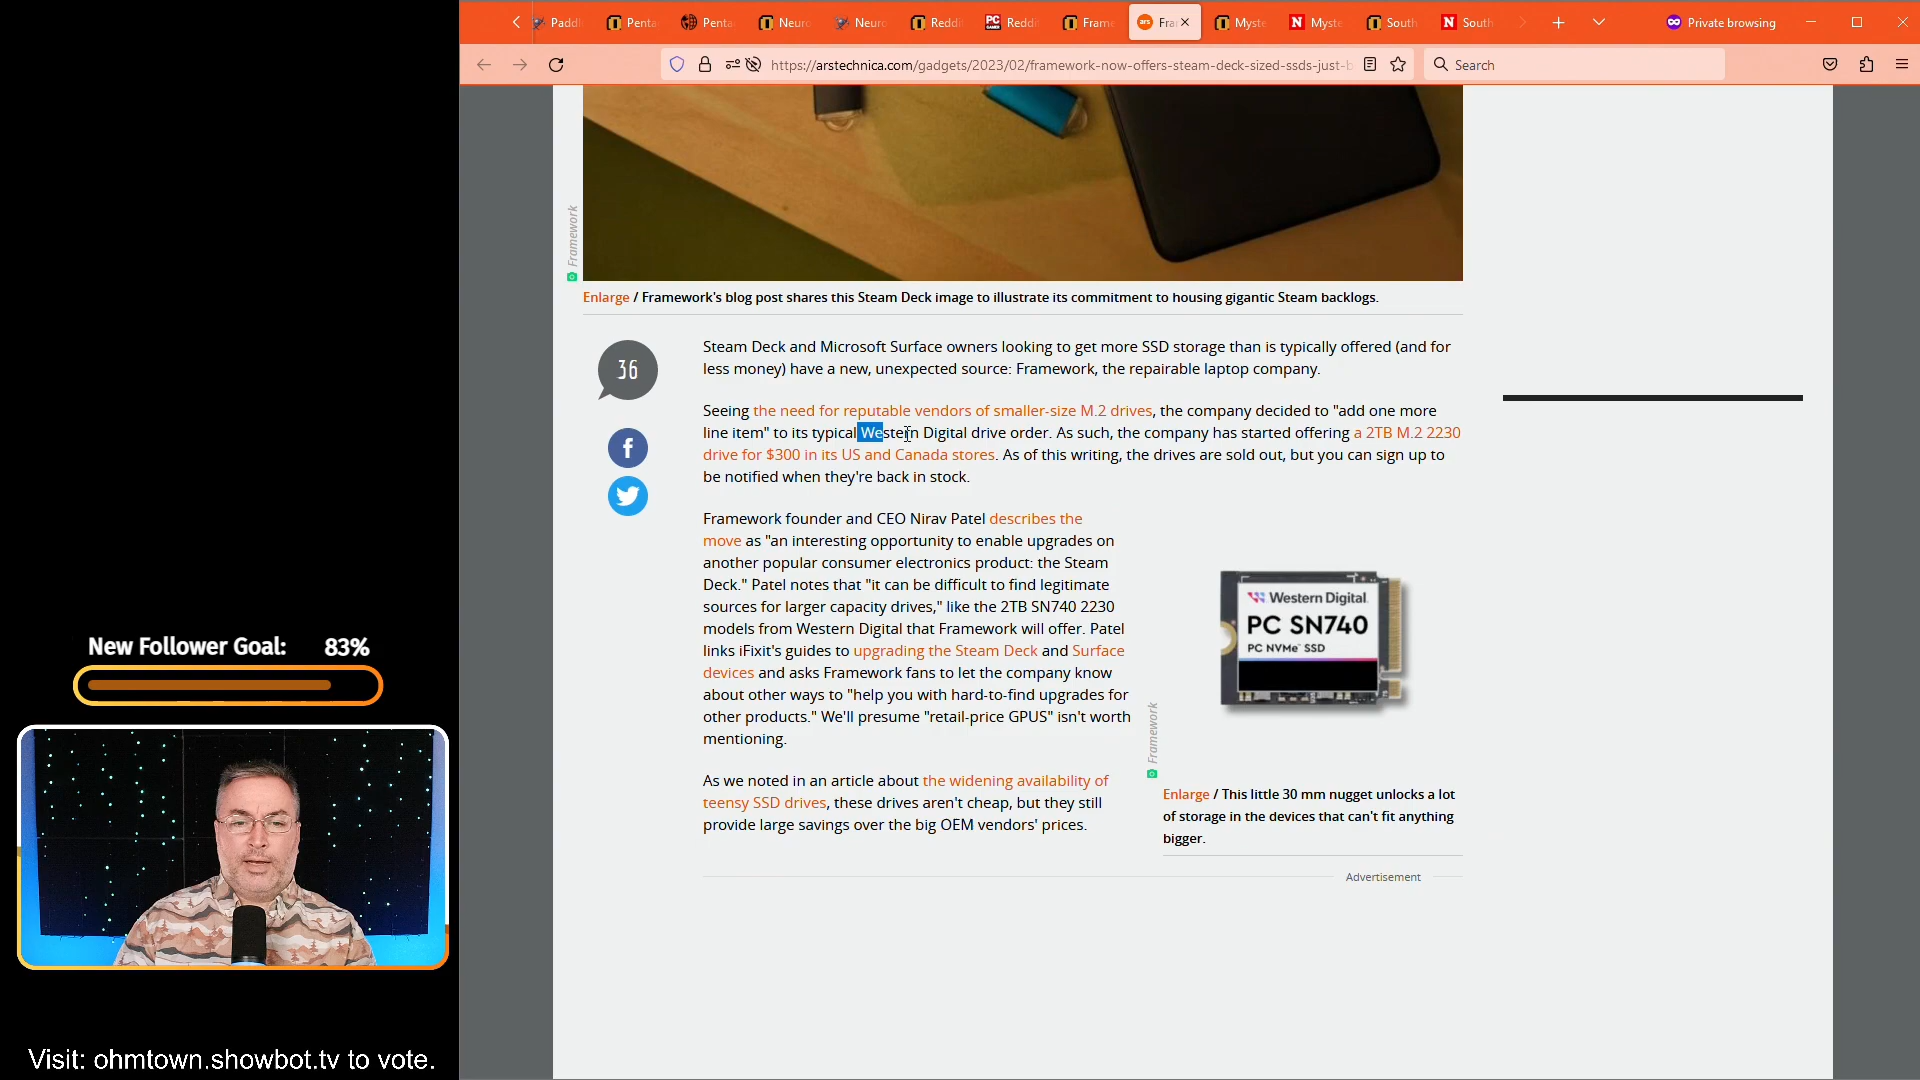 Paddl
Penta
Penta
Neuro
Neuro
Reddi
PC GAMER
Reddi
Frame
ars
Fra
Myste
N
Myste
South
N
South
Private browsing
https://arstechnica.com/gadgets/2023/02/framework-now-offers-steam-deck-sized-ssds-just-b
Search
Framework
Enlarge / Framework's blog post shares this Steam Deck image to illustrate its commitment to housing gigantic Steam backlogs.
36
Steam Deck and Microsoft Surface owners looking to get more SSD storage than is typically offered (and for
less money) have a new, unexpected source: Framework, the repairable laptop company.
Seeing the need for reputable vendors of smaller-size M.2 drives, the company decided to "add one more
line item" to its typical Western Digital drive order. As such, the company has started offering a 2TB M.2 2230
drive for $300 in its US and Canada stores. As of this writing, the drives are sold out, but you can sign up to
be notified when they're back in stock.
Framework founder and CEO Nirav Patel describes the
move as "an interesting opportunity to enable upgrades on
another popular consumer electronics product: the Steam
Deck." Patel notes that "it can be difficult to find legitimate
sources for larger capacity drives," like the 2TB SN740 2230
models from Western Digital that Framework will offer. Patel
links iFixit's guides to upgrading the Steam Deck and Surface
devices and asks Framework fans to let the company know
about other ways to "help you with hard-to-find upgrades for
other products." We'll presume "retail-price GPUS" isn't worth
mentioning.
As we noted in an article about the widening availability of
teensy SSD drives, these drives aren't cheap, but they still
provide large savings over the big OEM vendors' prices.
Western Digital
PC SN740
PC NVMe™ SSD
Framework
Enlarge / This little 30 mm nugget unlocks a lot
of storage in the devices that can't fit anything
bigger.
Advertisement
New Follower Goal: 83%
Visit: ohmtown.showbot.tv to vote.